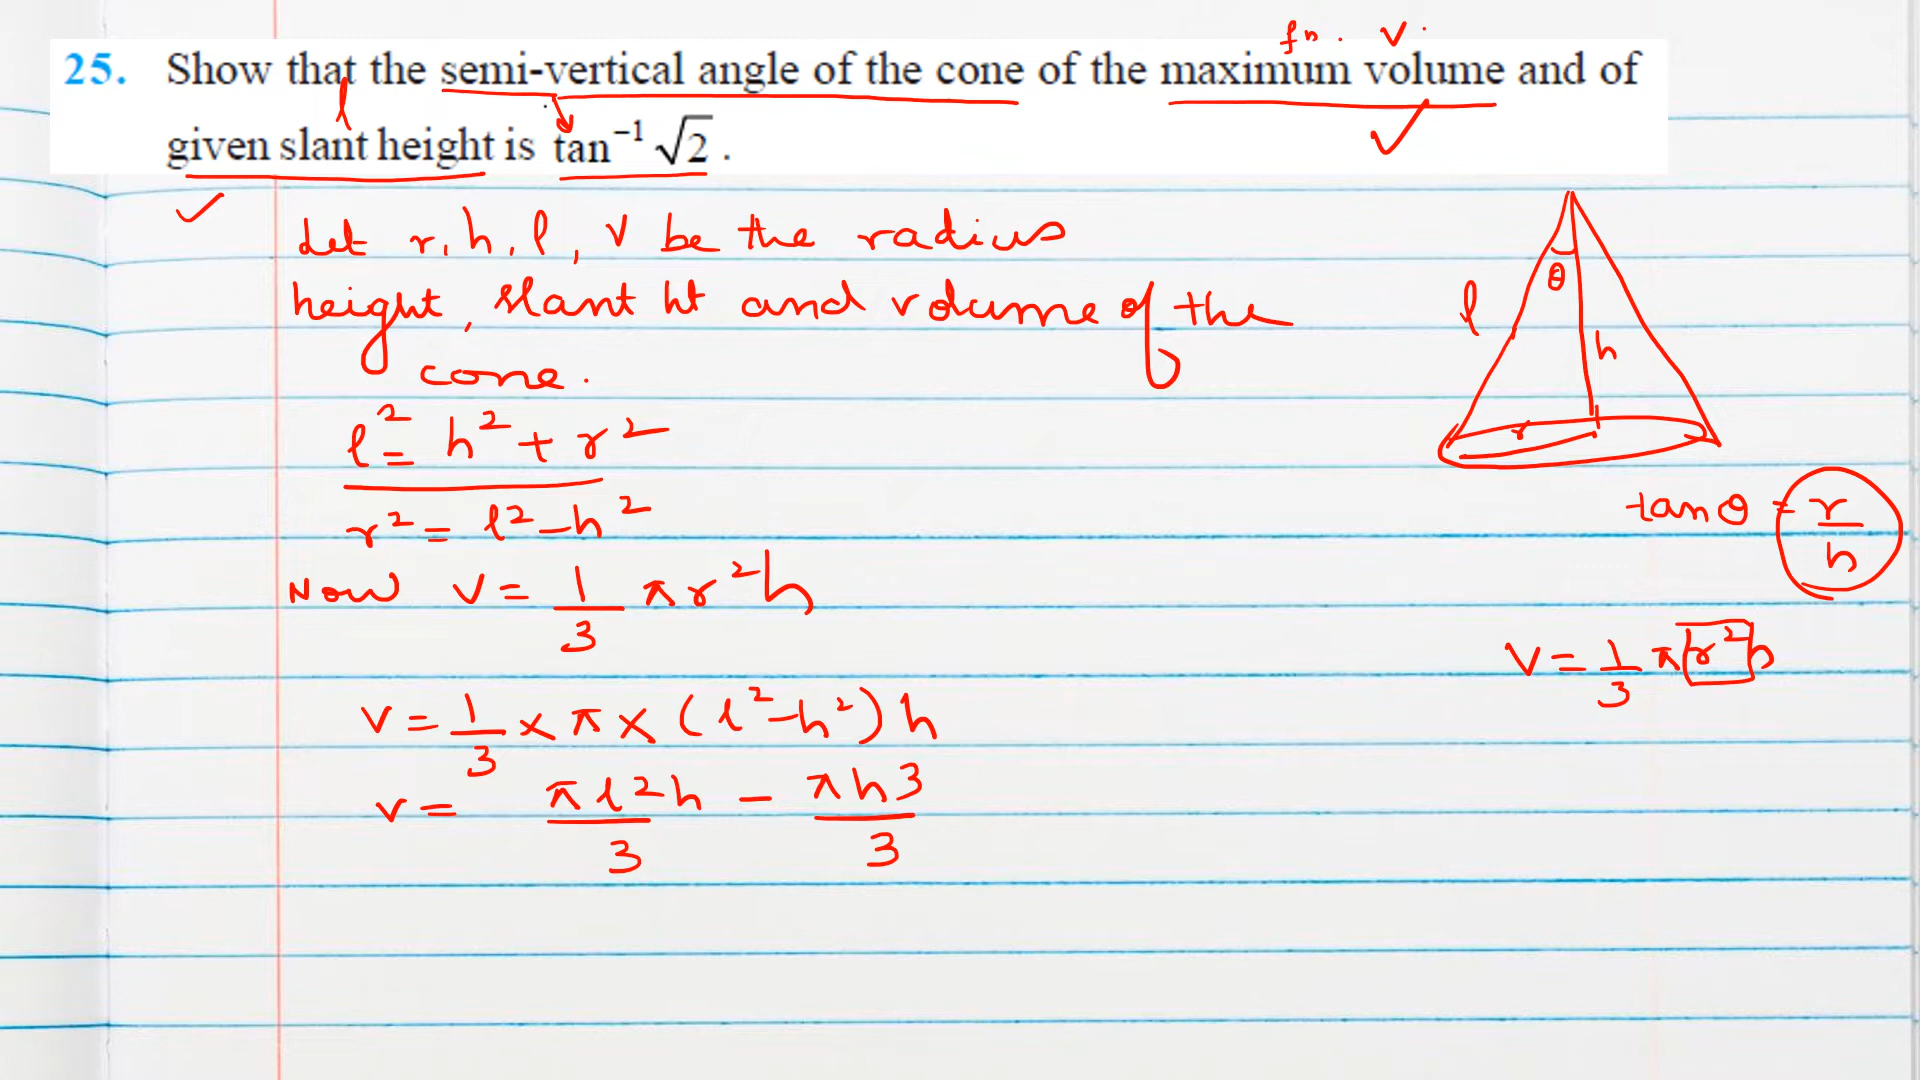 fn. V.
25. Show that the semi-vertical angle of the cone of the maximum volume and of
l
given slant height is tan⁻¹ √2 .
Let r, h, l, V be the radius
height, slant ht and volume of the
cone.
l² = h² + r²
r² = l² – h²
Now V = 1/3 π r² h
V = 1/3 × π × (l² – h²) h
V = πl²h/3 – πh3/3
θ
l
h
r
tan θ = r/h
V = 1/3 π r² h